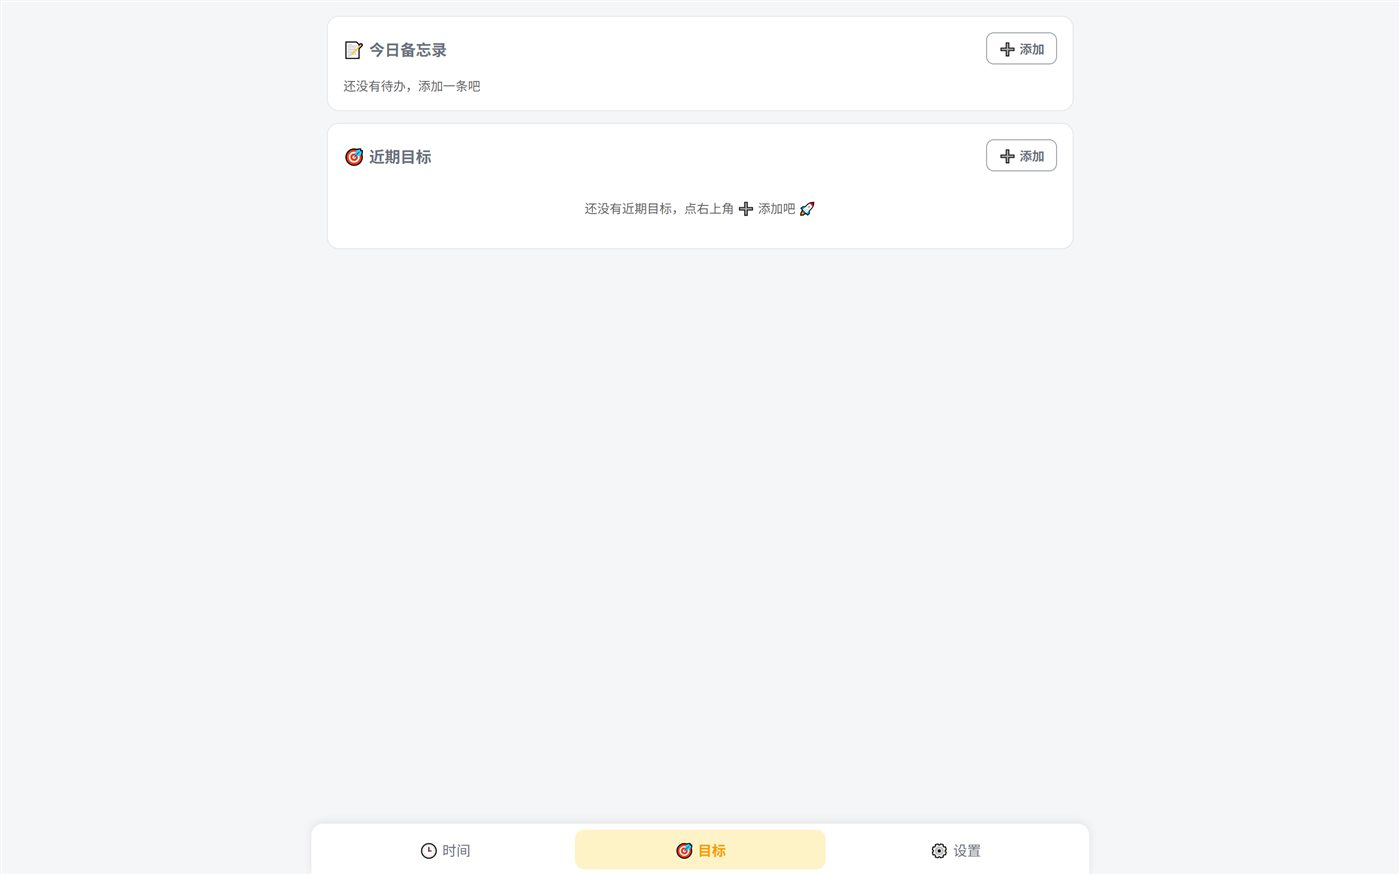 📝 今日备忘录
➕ 添加
还没有待办，添加一条吧
🎯 近期目标
➕ 添加
还没有近期目标，点右上角 ➕ 添加吧 🚀
🕒 时间
🎯 目标
⚙️ 设置